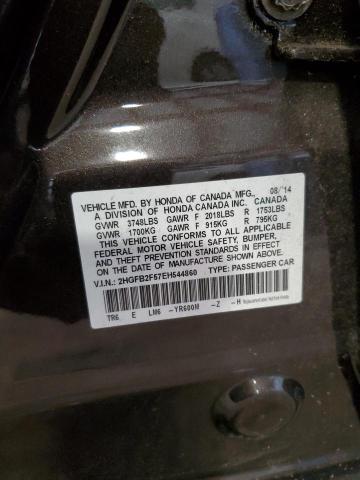 VEHICLE MFD. BY HONDA OF CANADA MFG., 08/14
A DIVISION OF HONDA CANADA INC. CANADA
GVWR 3748LBS GAWR F 2018LBS R 1753LBS
GVWR 1700KG GAWR F 915KG R 795KG
THIS VEHICLE CONFORMS TO ALL APPLICABLE
FEDERAL MOTOR VEHICLE SAFETY, BUMPER,
AND THEFT PREVENTION STANDARDS IN EFFECT
ON THE DATE OF MANUFACTURE SHOWN ABOVE.
V.I.N.: 2HGFB2F57EH544860 TYPE: PASSENGER CAR
TR6 E LM6 -YR600M -Z -H